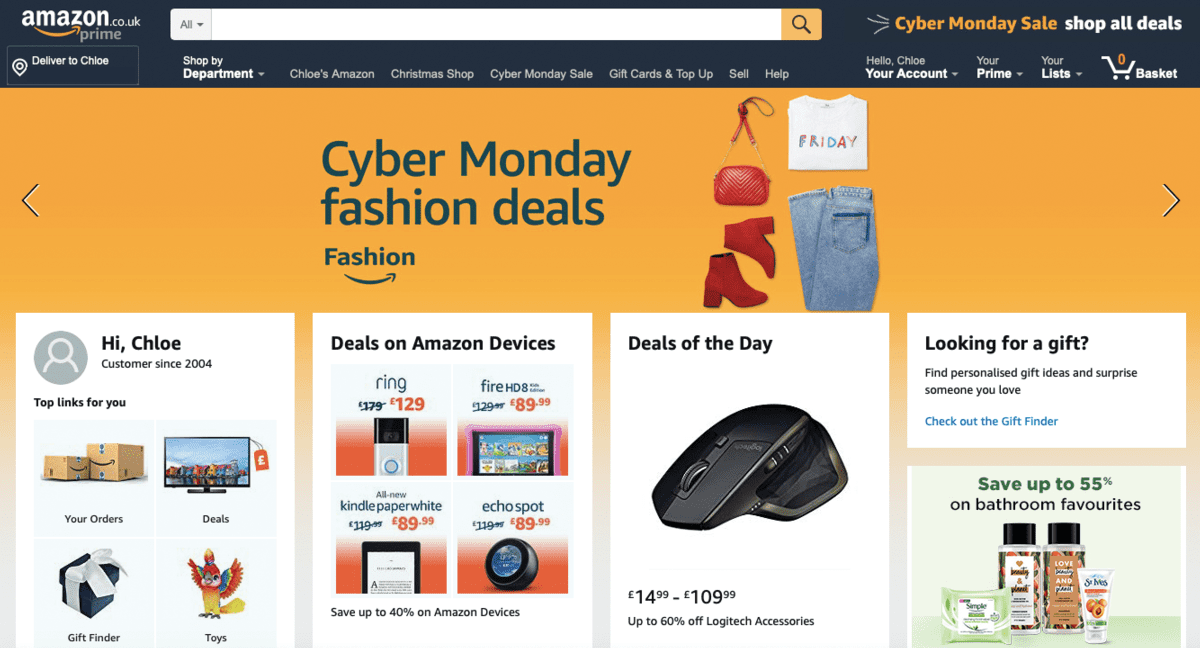 amazon.co.uk
prime
All
Cyber Monday Sale shop all deals
Deliver to Chloe
Shop by
Department
Chloe's Amazon
Christmas Shop
Cyber Monday Sale
Gift Cards & Top Up
Sell
Help
Hello, Chloe
Your Account
Your
Prime
Your
Lists
0
Basket
Cyber Monday
fashion deals
Fashion
FRIDAY
Hi, Chloe
Customer since 2004
Top links for you
£
Your Orders
Deals
Gift Finder
Toys
Deals on Amazon Devices
ring
£179 £129
fire HD8 Kids Edition
£129.99 £89.99
All-new
kindle paperwhite
£119.99 £89.99
echo spot
£119.99 £89.99
Save up to 40% on Amazon Devices
Deals of the Day
logitech
£14.99 - £109.99
Up to 60% off Logitech Accessories
Looking for a gift?
Find personalised gift ideas and surprise
someone you love
Check out the Gift Finder
Save up to 55%
on bathroom favourites
love
beauty
& planet
LOVE
beauty
AND
planet
St Ives
Simple